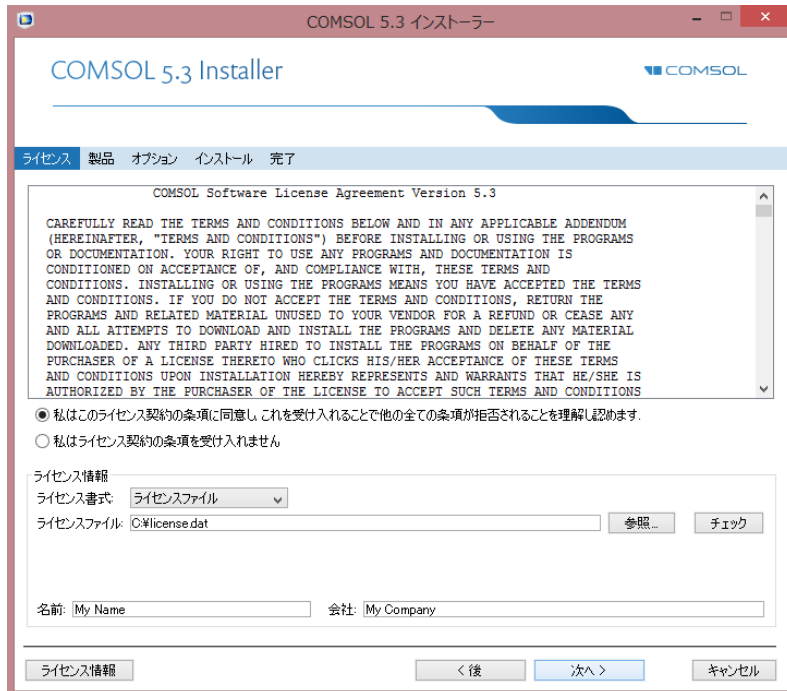 COMSOL 5.3 インストーラー
COMSOL 5.3 Installer
COMSOL
ライセンス 製品 オプション インストール 完了
COMSOL Software License Agreement Version 5.3
CAREFULLY READ THE TERMS AND CONDITIONS BELOW AND IN ANY APPLICABLE ADDENDUM
(HEREINAFTER, "TERMS AND CONDITIONS") BEFORE INSTALLING OR USING THE PROGRAMS
OR DOCUMENTATION. YOUR RIGHT TO USE ANY PROGRAMS AND DOCUMENTATION IS
CONDITIONED ON ACCEPTANCE OF, AND COMPLIANCE WITH, THESE TERMS AND
CONDITIONS. INSTALLING OR USING THE PROGRAMS MEANS YOU HAVE ACCEPTED THE TERMS
AND CONDITIONS. IF YOU DO NOT ACCEPT THE TERMS AND CONDITIONS, RETURN THE
PROGRAMS AND RELATED MATERIAL UNUSED TO YOUR VENDOR FOR A REFUND OR CEASE ANY
AND ALL ATTEMPTS TO DOWNLOAD AND INSTALL THE PROGRAMS AND DELETE ANY MATERIAL
DOWNLOADED. ANY THIRD PARTY HIRED TO INSTALL THE PROGRAMS ON BEHALF OF THE
PURCHASER OF A LICENSE THERETO WHO CLICKS HIS/HER ACCEPTANCE OF THESE TERMS
AND CONDITIONS UPON INSTALLATION HEREBY REPRESENTS AND WARRANTS THAT HE/SHE IS
AUTHORIZED BY THE PURCHASER OF THE LICENSE TO ACCEPT SUCH TERMS AND CONDITIONS
私はこのライセンス契約の条項に同意し, これを受け入れることで他の全ての条項が拒否されることを理解し認めます.
私はライセンス契約の条項を受け入れません
ライセンス情報
ライセンス書式: ライセンスファイル
ライセンスファイル: C:¥license.dat 参照... チェック
名前: My Name 会社: My Company
ライセンス情報 < 後 次へ > キャンセル